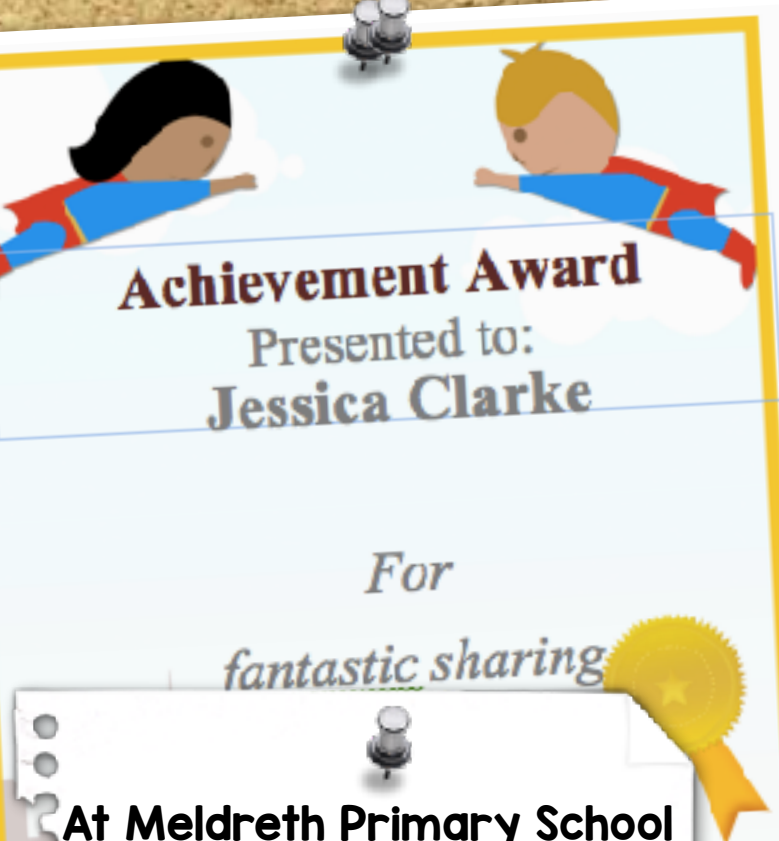 Achievement Award
Presented to:
Jessica Clarke
For
fantastic sharing
At Meldreth Primary School